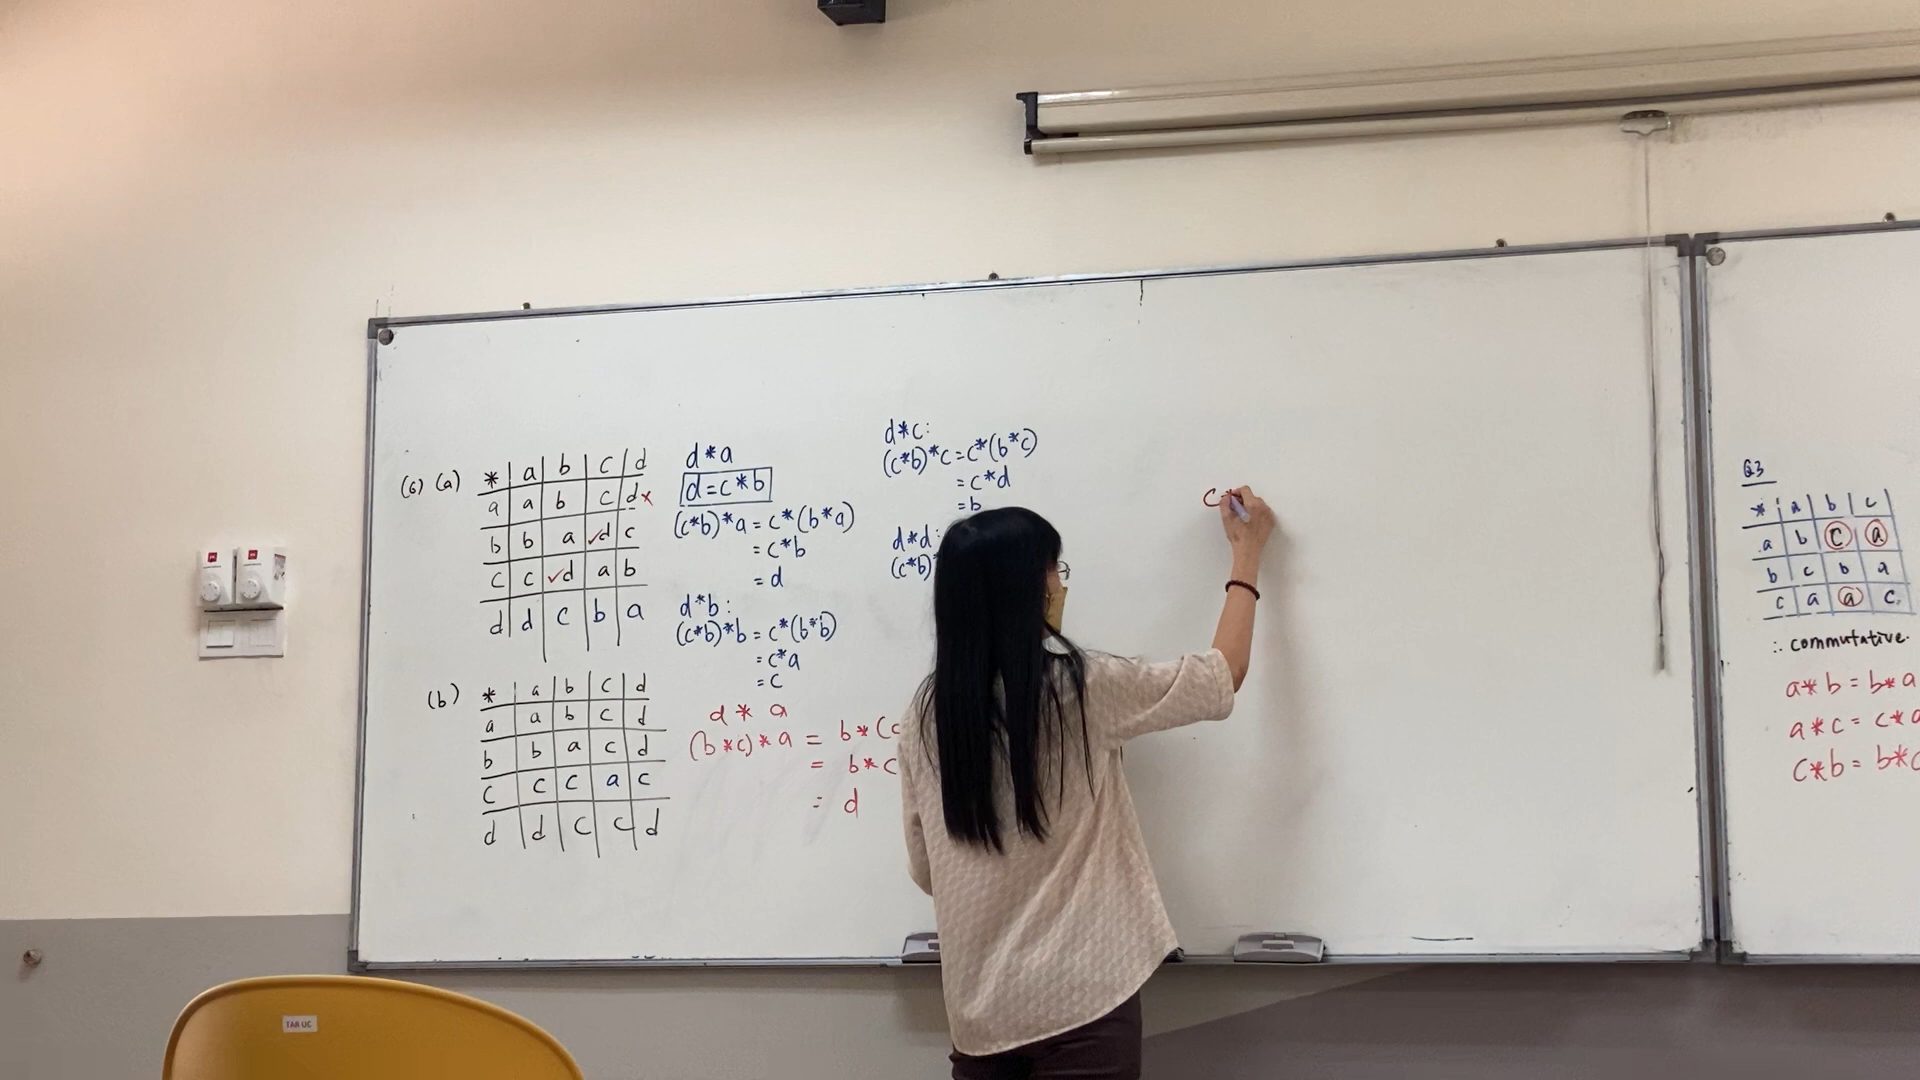 (6) (a)
* a b c d
a a b c d ×
b b a ✓d c
c c ✓d a b
d d c b a
d*a
d=c*b
(c*b)*a = c*(b*a)
= c*b
= d
d*b:
(c*b)*b = c*(b*b)
= c*a
= c
d*c:
(c*b)*c = c*(b*c)
= c*d
= b
d*d:
(c*b)
(b)
* a b c d
a a b c d
b b a c d
c c c a c
d d c c d
d * a
(b*c)*a = b*(c
= b*c
= d
c*
Q3
* a b c
a b c a
b c b a
c a a c
∴ commutative.
a*b = b*a
a*c = c*a
c*b = b*c
TAR UC